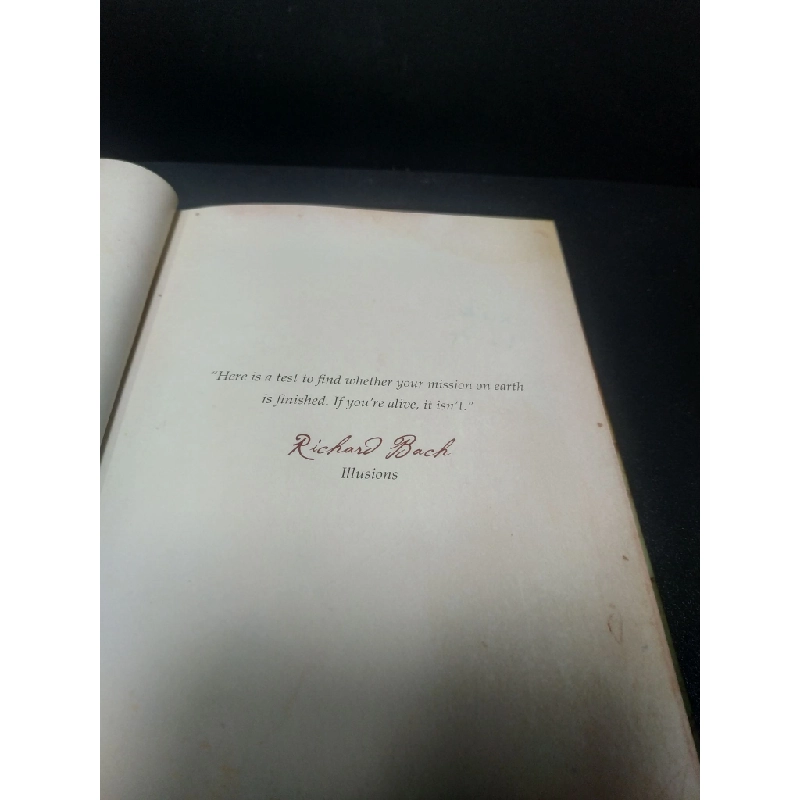 "Here is a test to find whether your mission on earth
is finished. If you're alive, it isn't."
Richard Bach
Illusions